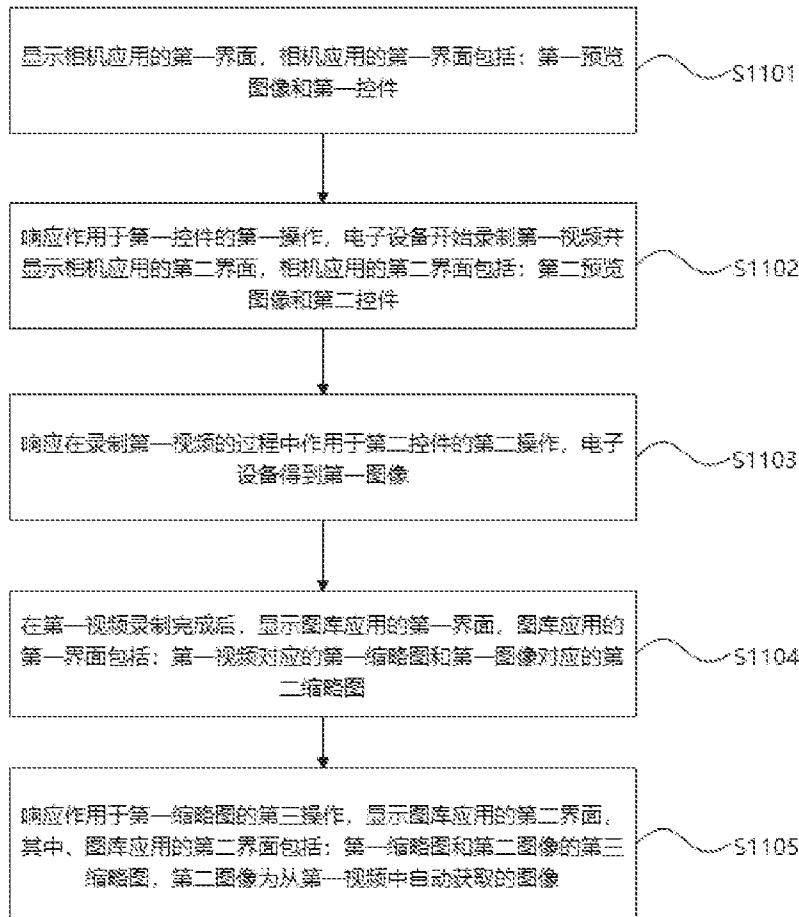 显示相机应用的第一界面，相机应用的第一界面包括：第一预览
图像和第一控件
S1101
响应作用于第一控件的第一操作，电子设备开始录制第一视频并
显示相机应用的第二界面，相机应用的第二界面包括：第二预览
图像和第二控件
S1102
响应在录制第一视频的过程中作用于第二控件的第二操作，电子
设备得到第一图像
S1103
在第一视频录制完成后，显示图库应用的第一界面，图库应用的
第一界面包括：第一视频对应的第一缩略图和第一图像对应的第
二缩略图
S1104
响应作用于第一缩略图的第三操作，显示图库应用的第二界面，
其中、图库应用的第二界面包括：第一缩略图和第二图像的第三
缩略图，第二图像为从第一视频中自动获取的图像
S1105